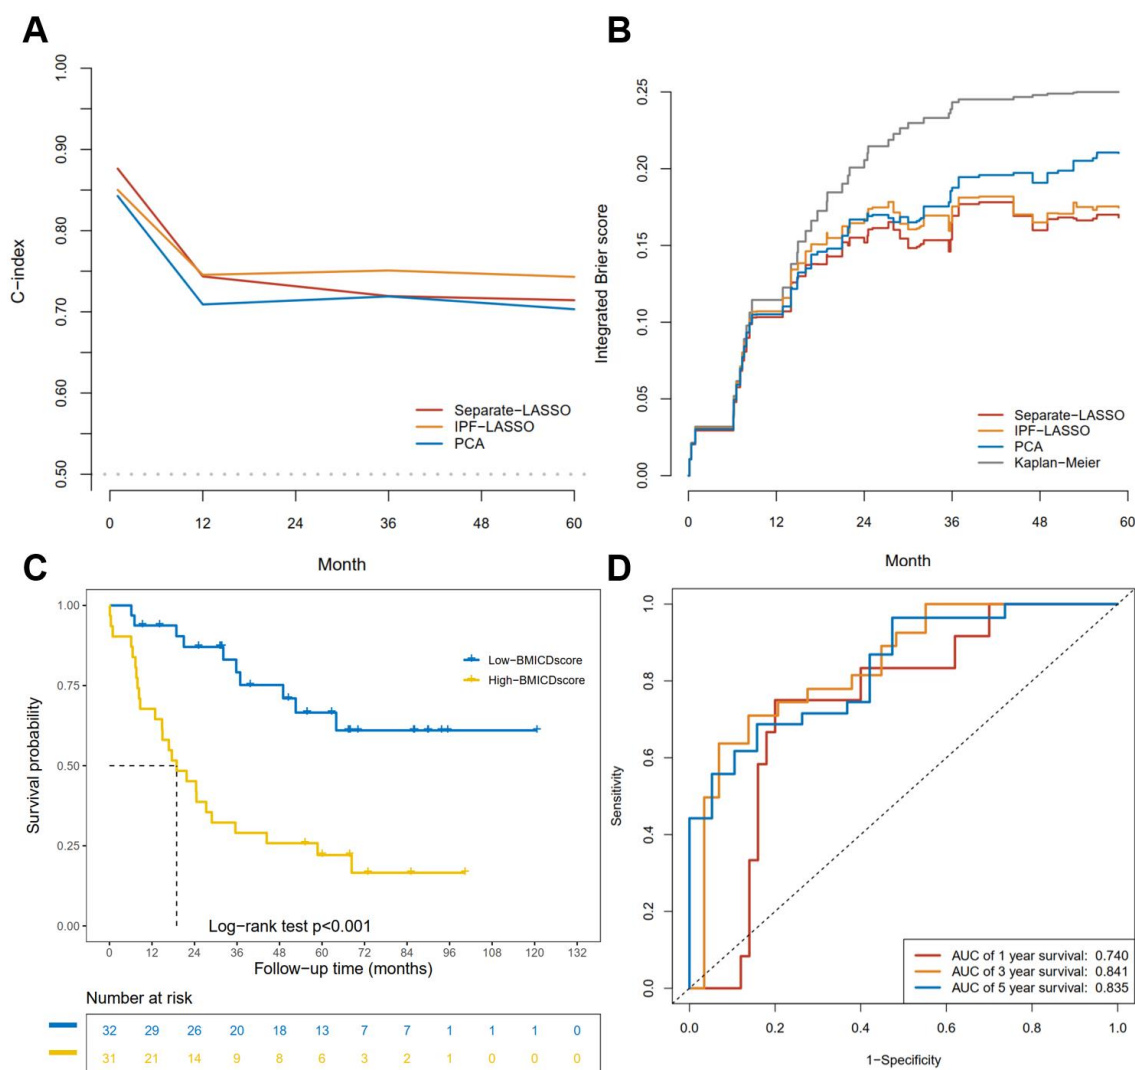 A
C−index
1.00
0.90
0.80
0.70
0.60
0.50
Separate−LASSO
IPF−LASSO
PCA
0 12 24 36 48 60
Month
B
Integrated Brier score
0.25
0.20
0.15
0.10
0.05
0.00
Separate−LASSO
IPF−LASSO
PCA
Kaplan−Meier
0 12 24 36 48 60
Month
C
Survival probability
1.00
0.75
0.50
0.25
0.00
Low−BMICDscore
High−BMICDscore
Log−rank test p<0.001
0 12 24 36 48 60 72 84 96 108 120 132
Follow−up time (months)
Number at risk
32 29 26 20 18 13 7 7 1 1 1 0
31 21 14 9 8 6 3 2 1 0 0 0
D
Sensitivity
1.0
0.8
0.6
0.4
0.2
0.0
AUC of 1 year survival: 0.740
AUC of 3 year survival: 0.841
AUC of 5 year survival: 0.835
0.0 0.2 0.4 0.6 0.8 1.0
1−Specificity